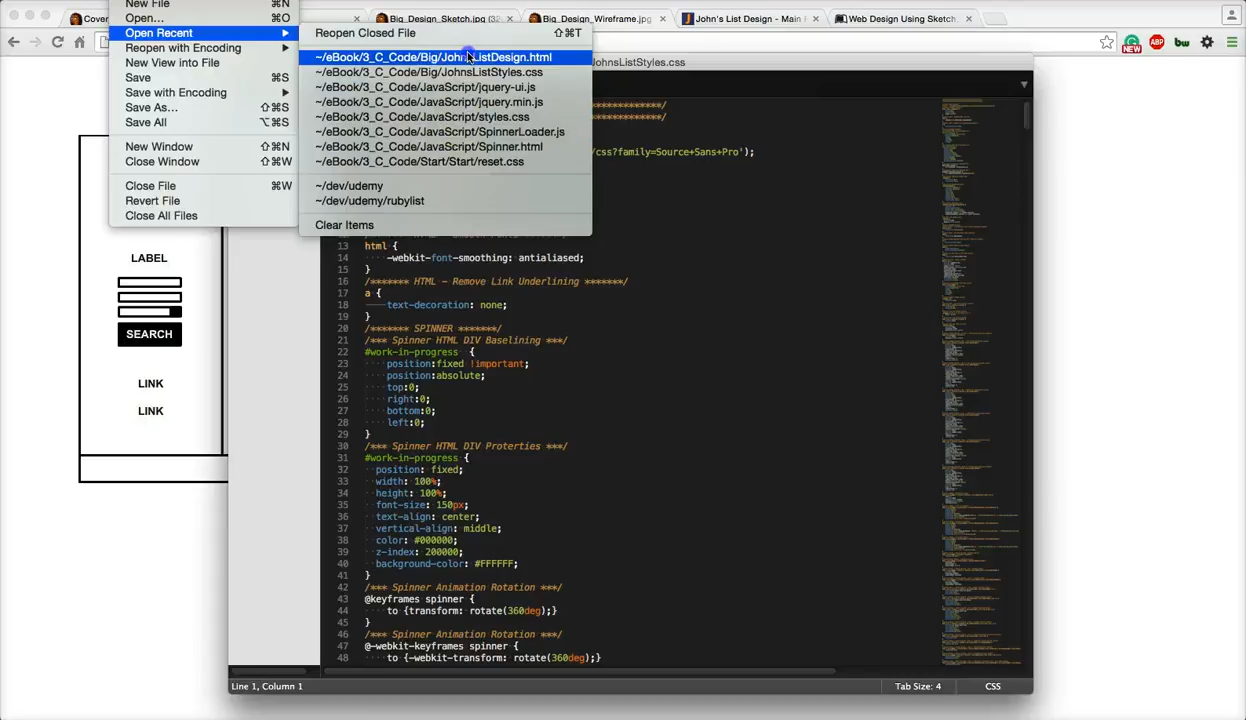 New File ⌘N
Open... ⌘O
Open Recent
Reopen with Encoding
New View into File
Save ⌘S
Save with Encoding
Save As... ⇧⌘S
Save All ⌥⌘S
New Window ⇧⌘N
Close Window ⇧⌘W
Close File ⌘W
Revert File
Close All Files
Cover
Big_Design_Sketch.jpg (32
Big_Design_Wireframe.jpg
John's List Design - Main
Web Design Using Sketch
NEW
ABP
bw
Reopen Closed File ⇧⌘T
~/eBook/3_C_Code/Big/JohnsListDesign.html
~/eBook/3_C_Code/Big/JohnsListStyles.css
~/eBook/3_C_Code/JavaScript/jquery-ui.js
~/eBook/3_C_Code/JavaScript/jquery.min.js
~/eBook/3_C_Code/JavaScript/styles.css
~/eBook/3_C_Code/JavaScript/SpinnerLoader.js
~/eBook/3_C_Code/JavaScript/Spinner.html
~/eBook/3_C_Code/Start/Start/reset.css
~/dev/udemy
~/dev/udemy/rubylist
Clear Items
JohnsListStyles.css
*************/
*************/
/css?family=Source+Sans+Pro');
LABEL
SEARCH
LINK
LINK
13 html {
14 -webkit-font-smoothing: antialiased;
15 }
16 /******* HTML - Remove Link Underlining *******/
17 a {
18 text-decoration: none;
19 }
20 /******* SPINNER *******/
21 /*** Spinner HTML DIV Baselining ***/
22 #work-in-progress {
23 position:fixed !important;
24 position:absolute;
25 top:0;
26 right:0;
27 bottom:0;
28 left:0;
29 }
30 /*** Spinner HTML DIV Proterties ***/
31 #work-in-progress {
32 position: fixed;
33 width: 100%;
34 height: 100%;
35 font-size: 150px;
36 text-align: center;
37 vertical-align: middle;
38 color: #000000;
39 z-index: 200000;
40 background-color: #FFFFFF;
41 }
42 /*** Spinner Animation Rotation ***/
43 @keyframes spinner {
44 to {transform: rotate(360deg);}
45 }
46 /*** Spinner Animation Rotation ***/
47 @-webkit-keyframes spinner {
48 to {-webkit-transform: rotate(360deg);}
Line 1, Column 1
Tab Size: 4
CSS